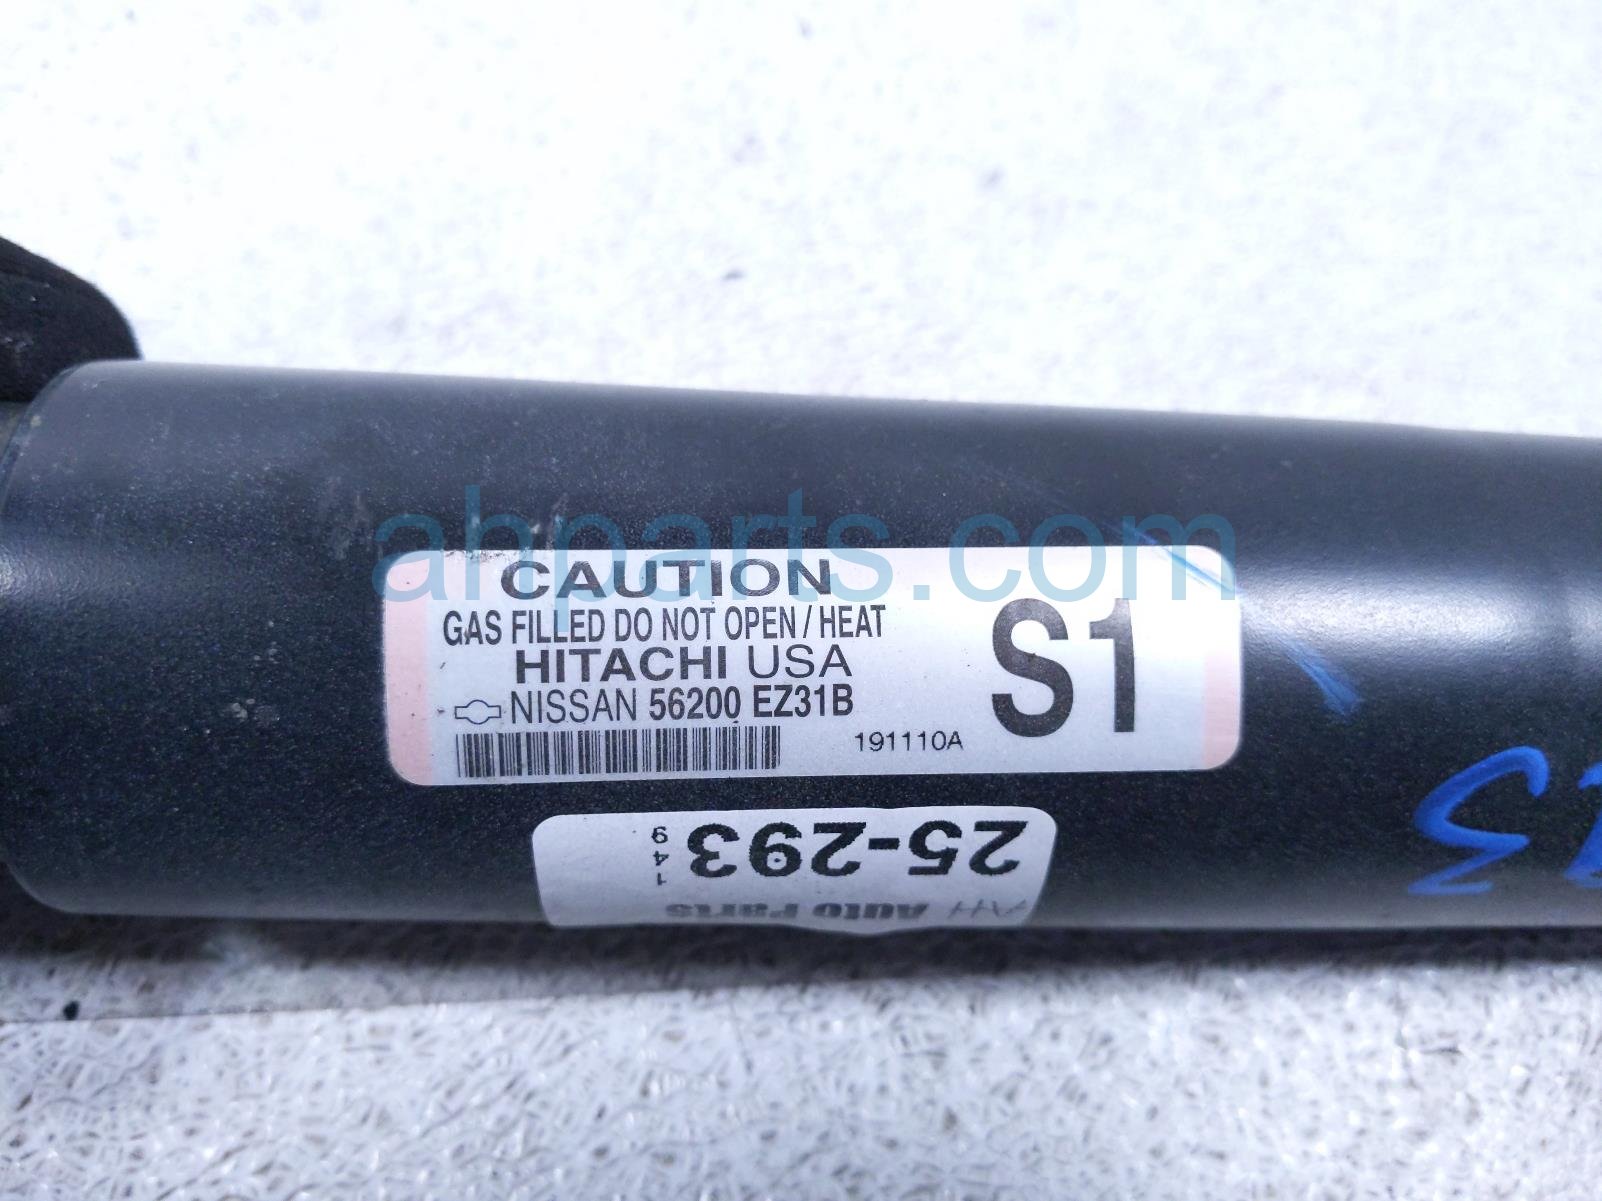 ahparts.com
CAUTION
GAS FILLED DO NOT OPEN / HEAT
HITACHI USA
NISSAN 56200 EZ31B
191110A
S1
25-293
149
AH Auto Parts